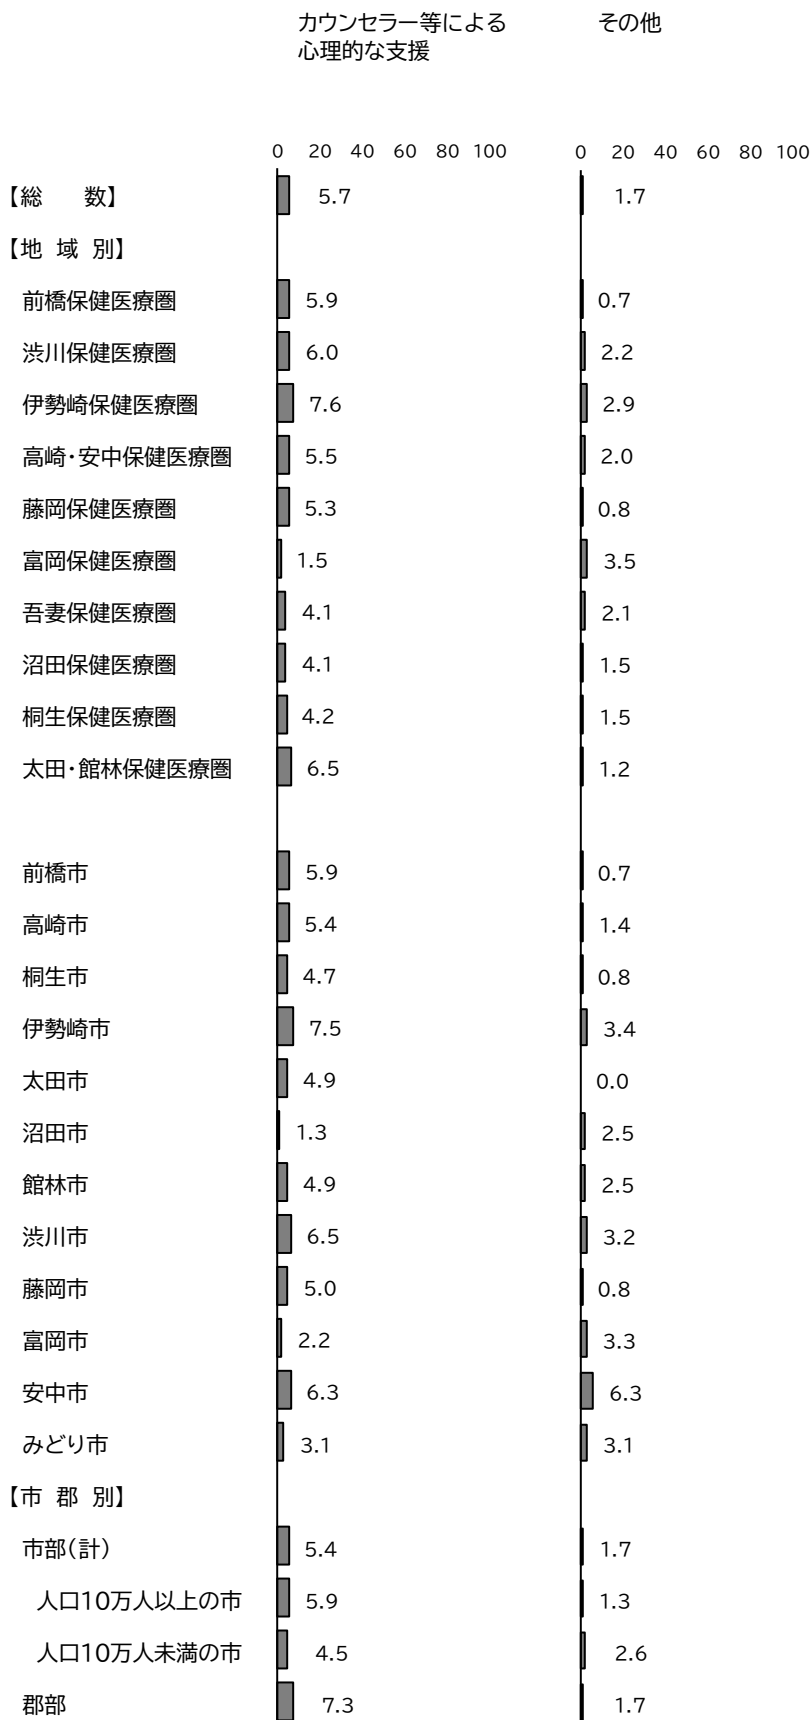 カウンセラー等による その他
心理的な支援
0 20 40 60 80 100 0 20 40 60 80 100
【総 数】 5.7 1.7
【地 域 別】
前橋保健医療圏 5.9 0.7
渋川保健医療圏 6.0 2.2
伊勢崎保健医療圏 7.6 2.9
高崎・安中保健医療圏 5.5 2.0
藤岡保健医療圏 5.3 0.8
富岡保健医療圏 1.5 3.5
吾妻保健医療圏 4.1 2.1
沼田保健医療圏 4.1 1.5
桐生保健医療圏 4.2 1.5
太田・館林保健医療圏 6.5 1.2
前橋市 5.9 0.7
高崎市 5.4 1.4
桐生市 4.7 0.8
伊勢崎市 7.5 3.4
太田市 4.9 0.0
沼田市 1.3 2.5
館林市 4.9 2.5
渋川市 6.5 3.2
藤岡市 5.0 0.8
富岡市 2.2 3.3
安中市 6.3 6.3
みどり市 3.1 3.1
【市 郡 別】
市部(計) 5.4 1.7
人口10万人以上の市 5.9 1.3
人口10万人未満の市 4.5 2.6
郡部 7.3 1.7